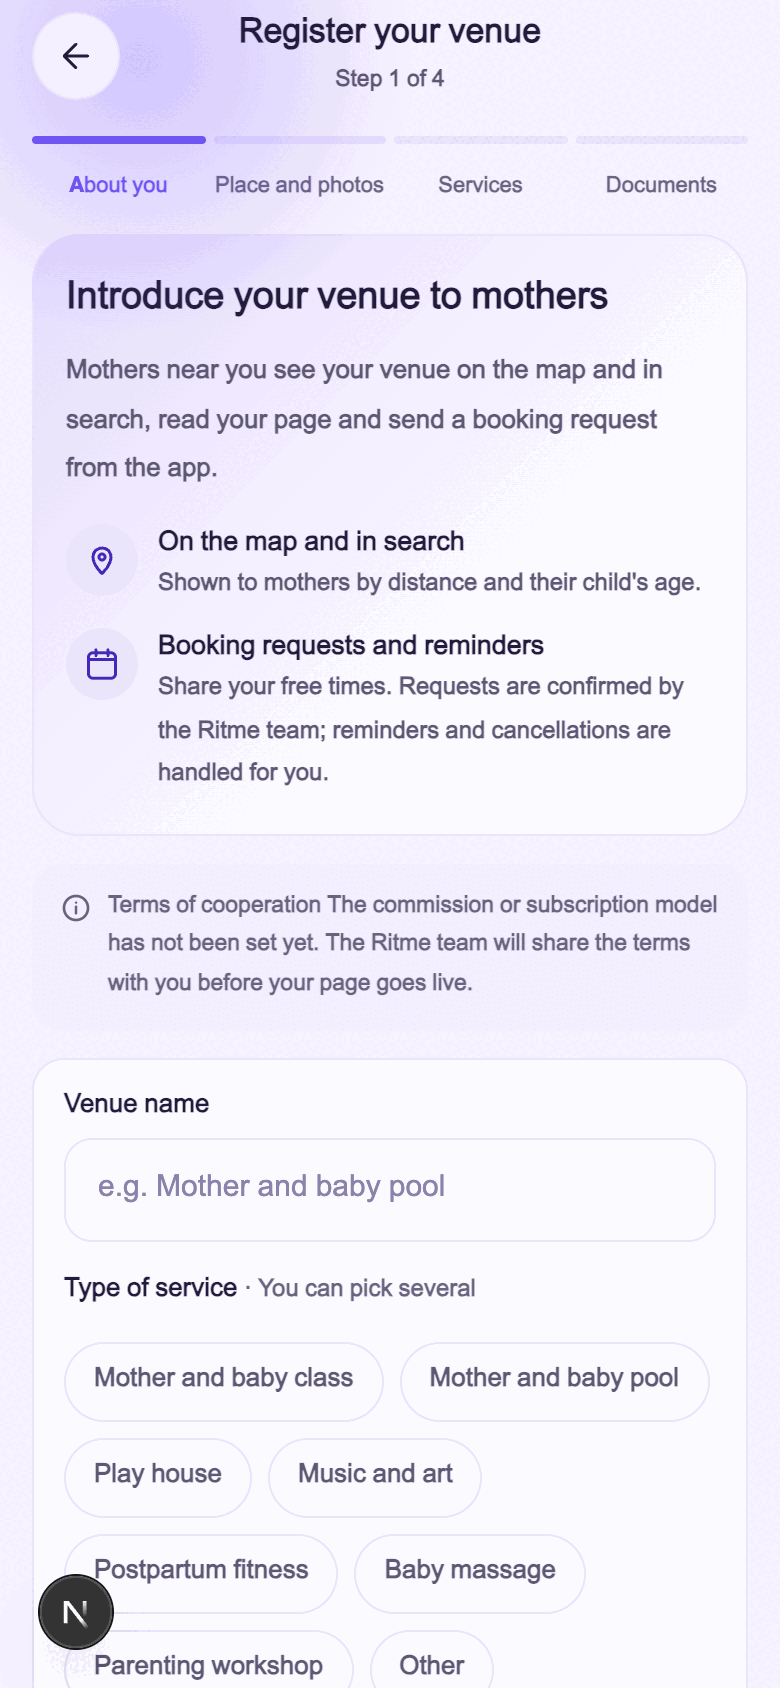 Register your venue
Step 1 of 4
About you
Place and photos
Services
Documents
Introduce your venue to mothers
Mothers near you see your venue on the map and in
search, read your page and send a booking request
from the app.
On the map and in search
Shown to mothers by distance and their child's age.
Booking requests and reminders
Share your free times. Requests are confirmed by
the Ritme team; reminders and cancellations are
handled for you.
Terms of cooperation The commission or subscription model
has not been set yet. The Ritme team will share the terms
with you before your page goes live.
Venue name
e.g. Mother and baby pool
Type of service · You can pick several
Mother and baby class
Mother and baby pool
Play house
Music and art
Postpartum fitness
Baby massage
N
Parenting workshop
Other